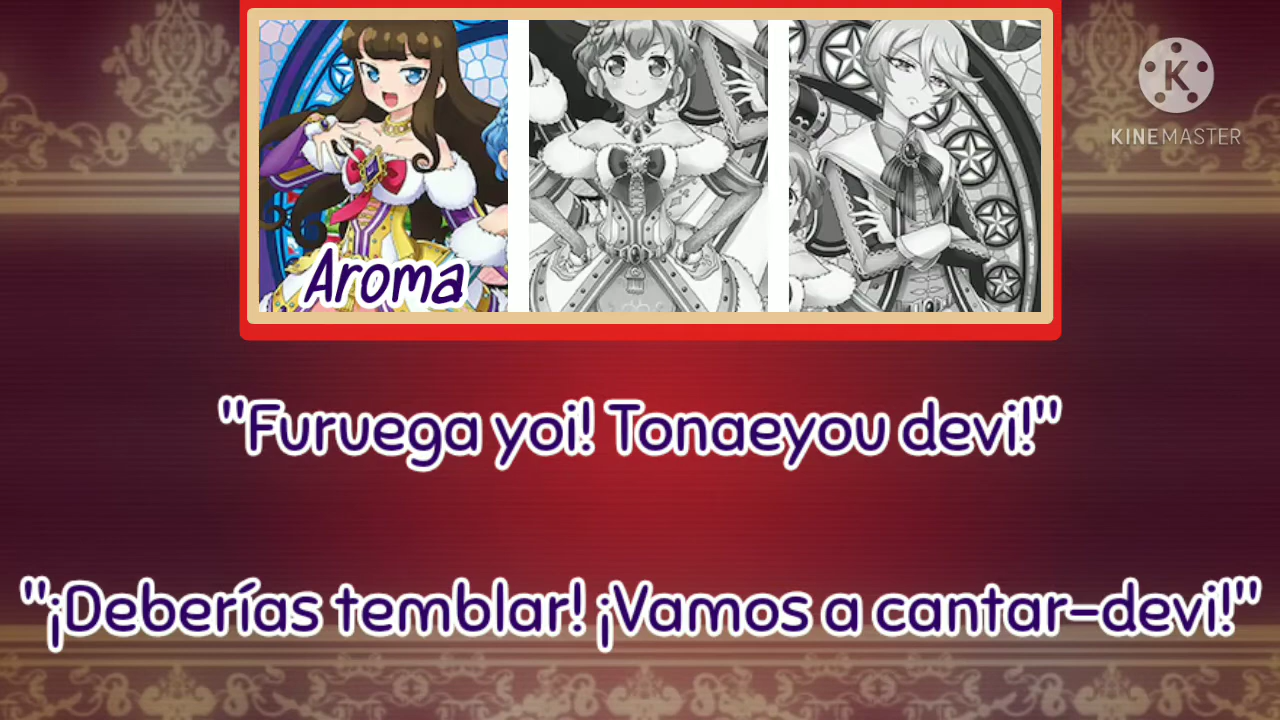 K
KINEMASTER
Aroma
"Furuega yoi! Tonaeyou devi!"
"¡Deberías temblar! ¡Vamos a cantar-devi!"